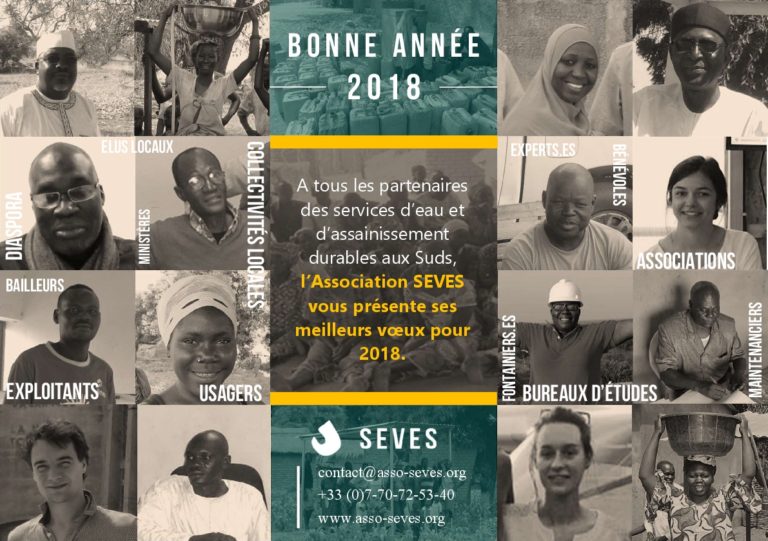 BONNE ANNÉE
2018
ÉLUS LOCAUX
DIASPORA
MINISTÈRES
COLLECTIVITÉS LOCALES
BAILLEURS
EXPLOITANTS
USAGERS
A tous les partenaires
des services d'eau et
d'assainissement
durables aux Suds,
l'Association SEVES
vous présente ses
meilleurs vœux pour
2018.
EXPERTS.ES
BÉNÉVOLES
ASSOCIATIONS
FONTAINIERS.ES
BUREAUX D'ÉTUDES
MAINTENANCIERS
SEVES
contact@asso-seves.org
+33 (0)7-70-72-53-40
www.asso-seves.org